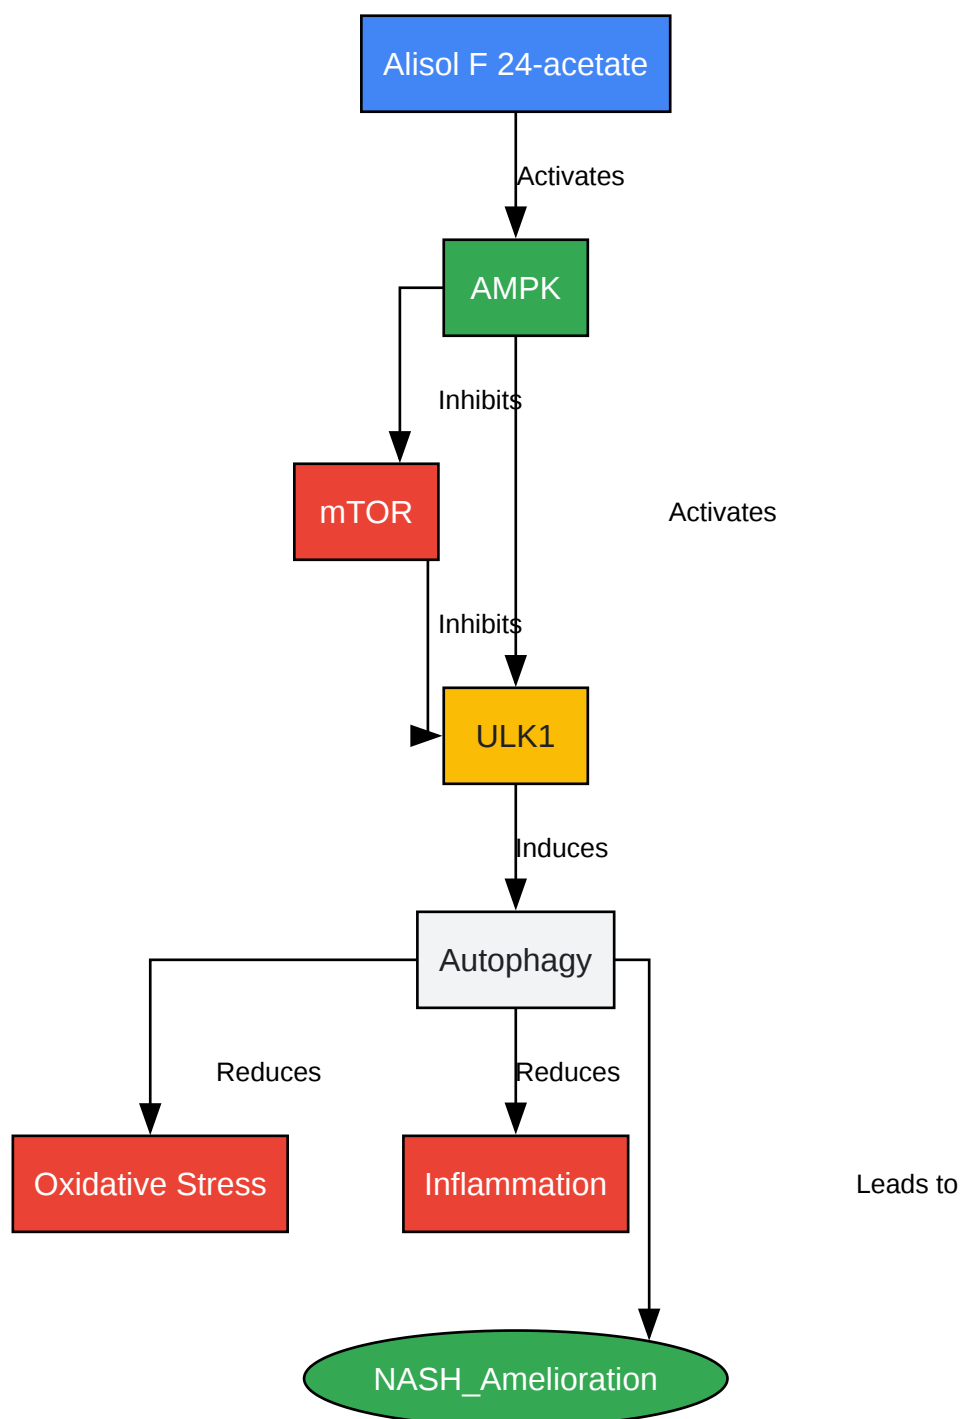 Alisol F 24-acetate
Activates
AMPK
Inhibits
mTOR
Activates
Inhibits
ULK1
Induces
Autophagy
Reduces
Reduces
Oxidative Stress
Inflammation
Leads to
NASH_Amelioration